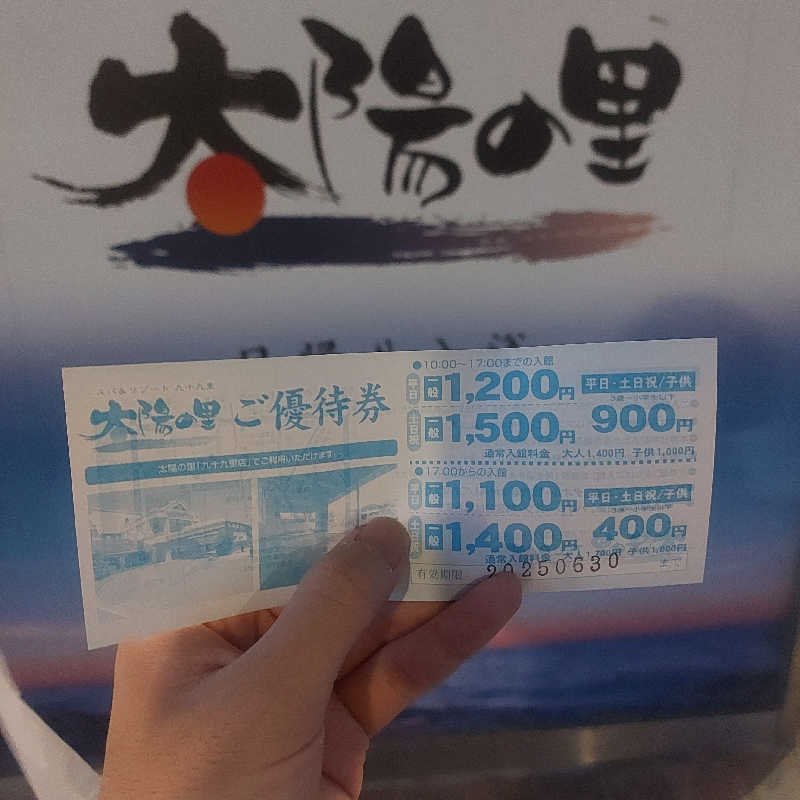 太陽の里
スパ&リゾート 九十九里
太陽の里 ご優待券
太陽の里「九十九里店」でご利用いただけます
●10:00〜17:00までの入館
平日 一般 1,200円 平日・土日祝/子供
土日祝 一般 1,500円 900円
通常入館料金 大人1,400円 子供1,000円
●17:00からの入館
平日 一般 1,100円 平日・土日祝/子供
土日祝 一般 1,400円 400円
通常入館料金
有効期限 20250630 まで